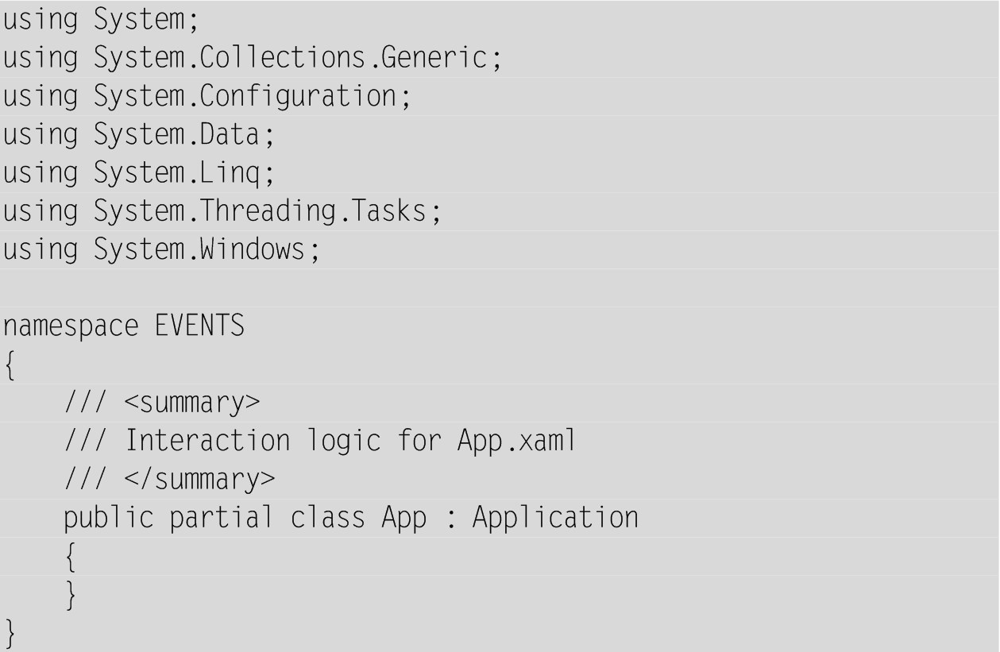 using System;
using System.Collections.Generic;
using System.Configuration;
using System.Data;
using System.Linq;
using System.Threading.Tasks;
using System.Windows;

namespace EVENTS
{
    /// <summary>
    /// Interaction logic for App.xaml
    /// </summary>
    public partial class App : Application
    {
    }
}